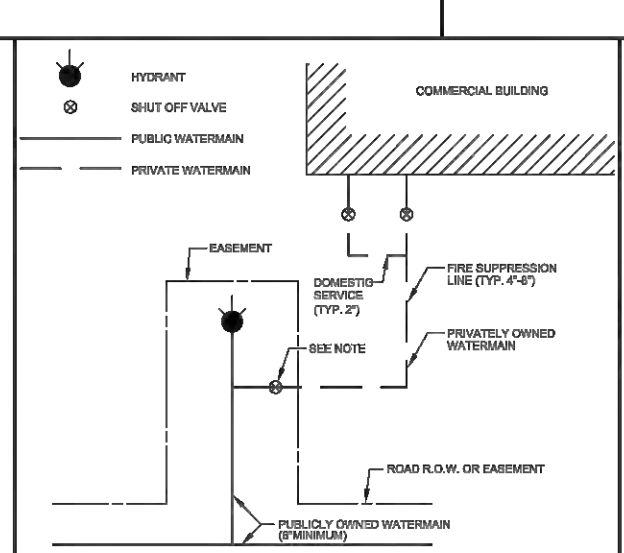 HYDRANT
SHUT OFF VALVE
PUBLIC WATERMAIN
PRIVATE WATERMAIN
COMMERCIAL BUILDING
EASEMENT
DOMESTIC
SERVICE
(TYP. 2")
FIRE SUPPRESSION
LINE (TYP. 4"-8")
PRIVATELY OWNED
WATERMAIN
SEE NOTE
ROAD R.O.W. OR EASEMENT
PUBLICLY OWNED WATERMAIN
(8"MINIMUM)